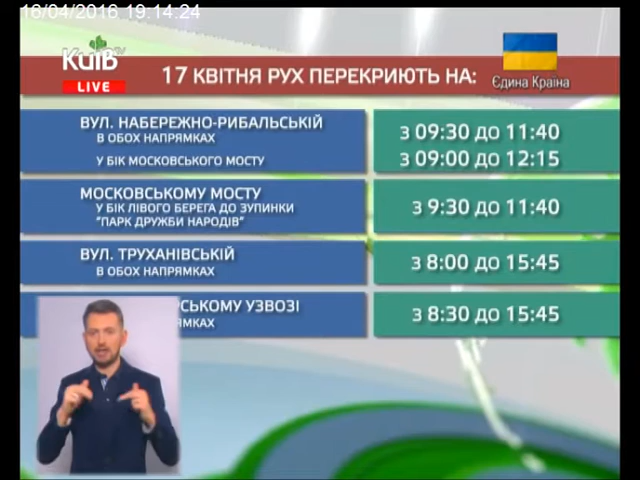 16/04/2016 19:14:24
КиЇВ TV
LIVE
17 КВІТНЯ РУХ ПЕРЕКРИЮТЬ НА:
Єдина Країна
ВУЛ. НАБЕРЕЖНО-РИБАЛЬСЬКІЙ
В ОБОХ НАПРЯМКАХ
З 09:30 ДО 11:40
У БІК МОСКОВСЬКОГО МОСТУ
З 09:00 ДО 12:15
МОСКОВСЬКОМУ МОСТУ
У БІК ЛІВОГО БЕРЕГА ДО ЗУПИНКИ
"ПАРК ДРУЖБИ НАРОДІВ"
З 9:30 ДО 11:40
ВУЛ. ТРУХАНІВСЬКІЙ
В ОБОХ НАПРЯМКАХ
З 8:00 ДО 15:45
УЗВОЗІ
З 8:30 ДО 15:45